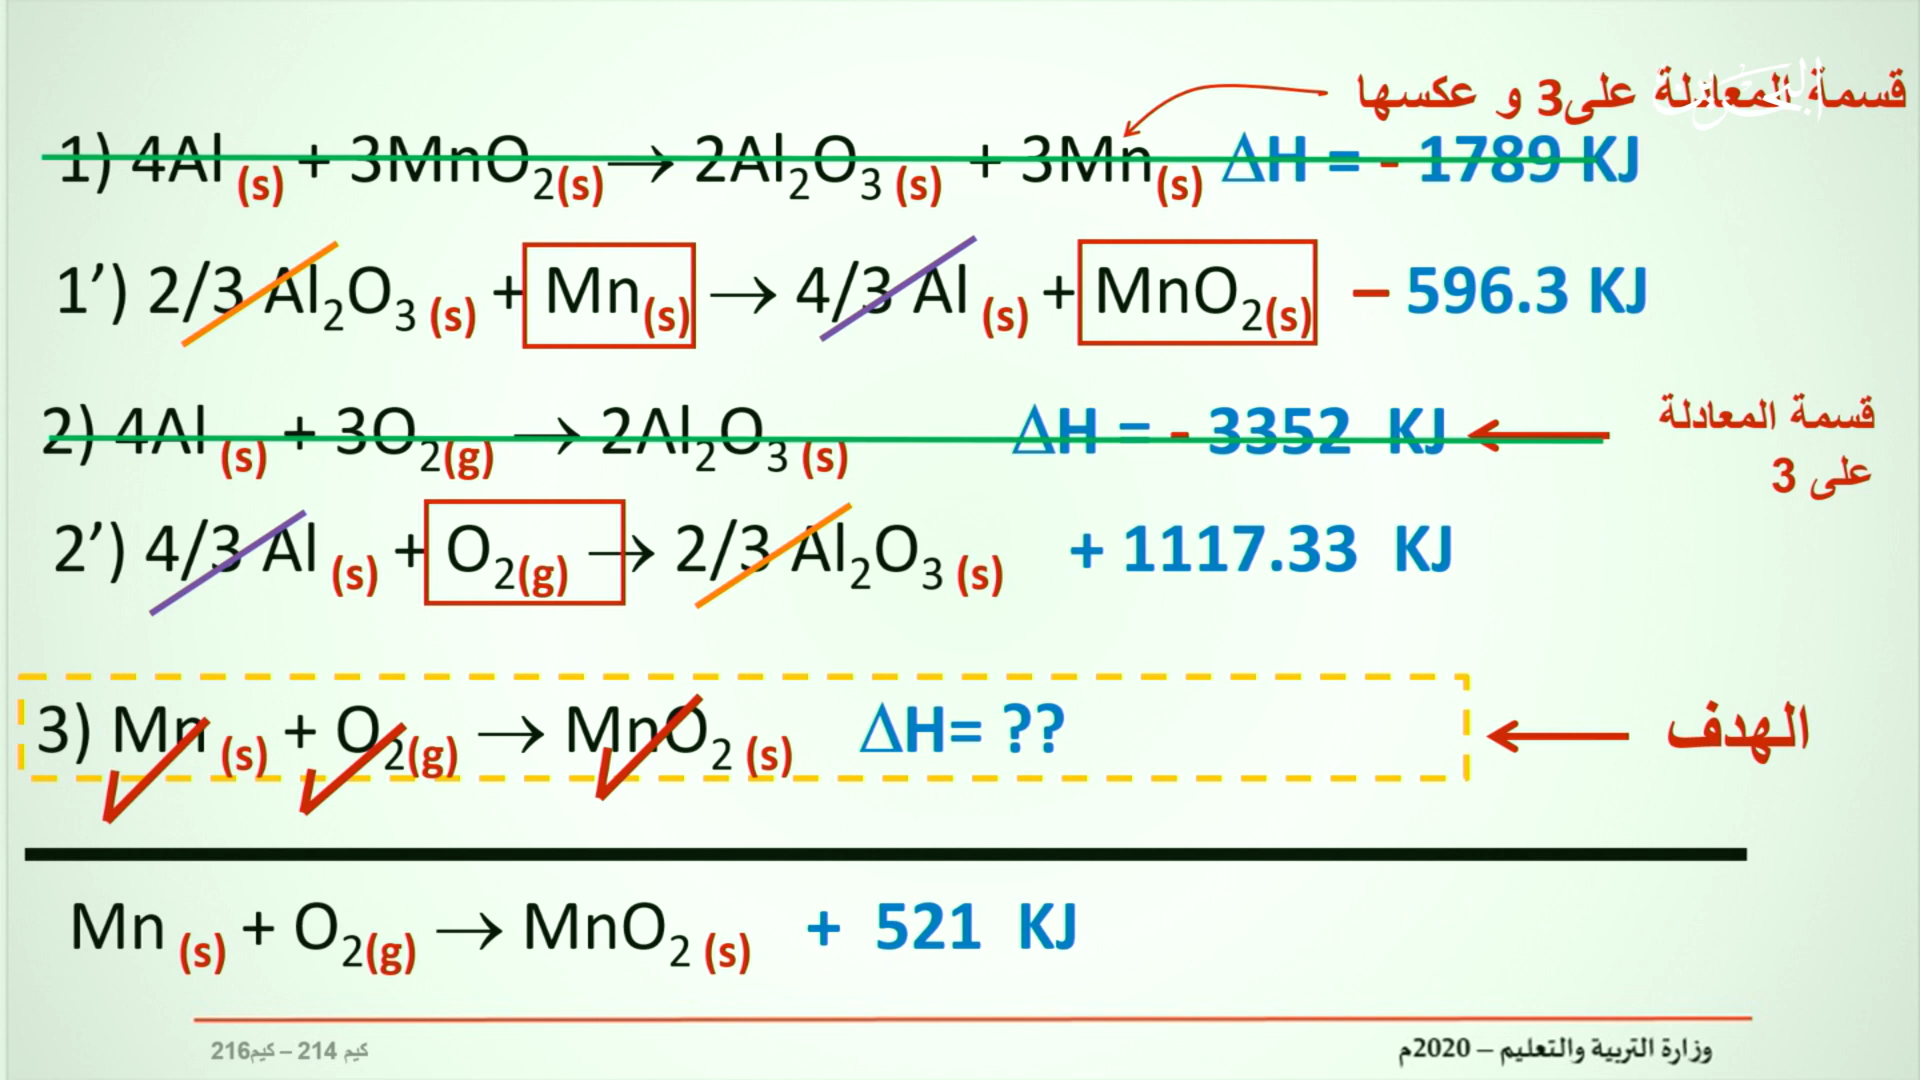 قسمة المعادلة على3 و عكسها
1) 4Al (s) + 3MnO2(s) → 2Al2O3 (s) + 3Mn(s) ΔH = - 1789 KJ
1’) 2/3 Al2O3 (s) + Mn(s) → 4/3 Al (s) + MnO2(s) – 596.3 KJ
2) 4Al (s) + 3O2(g) → 2Al2O3 (s) ΔH = - 3352 KJ
قسمة المعادلة
على 3
2’) 4/3 Al (s) + O2(g) → 2/3 Al2O3 (s) + 1117.33 KJ
3) Mn (s) + O2(g) → MnO2 (s) ΔH= ??
الهدف
Mn (s) + O2(g) → MnO2 (s) + 521 KJ
كيم 214 – كيم216
وزارة التربية والتعليم – 2020م